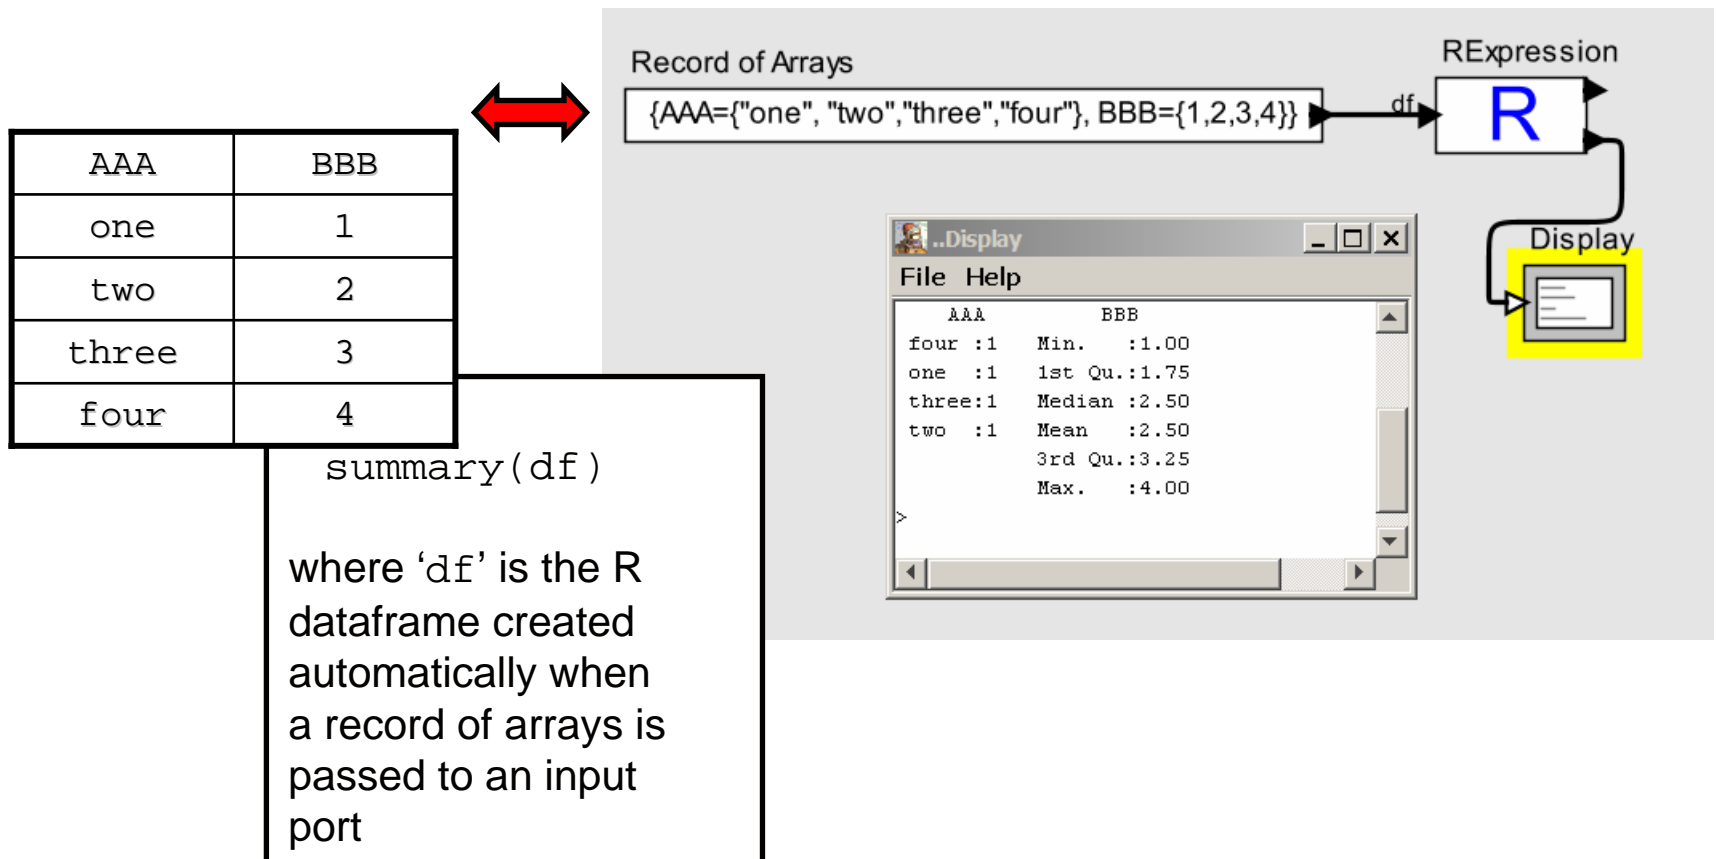 Record of Arrays
{AAA={"one", "two","three","four"}, BBB={1,2,3,4}}
df
RExpression
R
Display
AAA BBB
one 1
two 2
three 3
four 4
..Display
File Help
AAA BBB
four :1 Min. :1.00
one :1 1st Qu.:1.75
three:1 Median :2.50
two :1 Mean :2.50
3rd Qu.:3.25
Max. :4.00
>
summary(df)
where ‘df’ is the R
dataframe created
automatically when
a record of arrays is
passed to an input
port